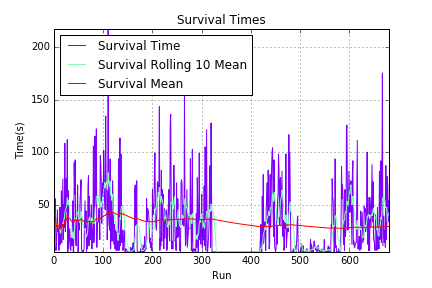 Survival Times
Survival Time
Survival Rolling 10 Mean
Survival Mean
200
150
100
50
Time(s)
0 100 200 300 400 500 600
Run